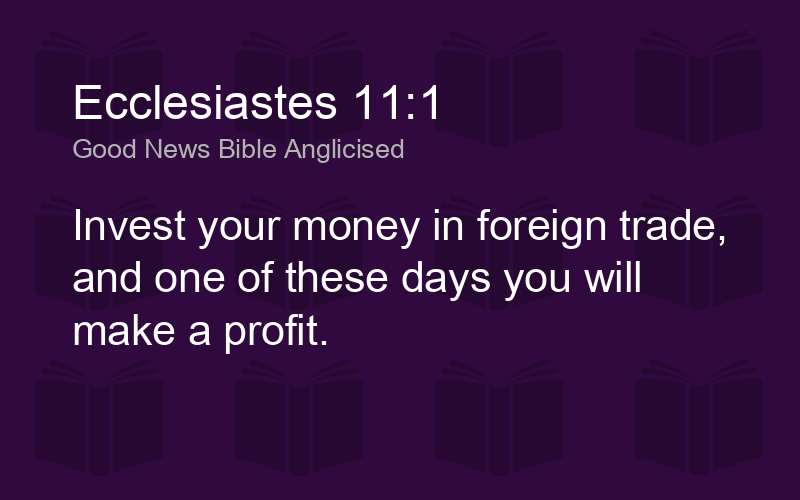 Ecclesiastes 11:1
Good News Bible Anglicised
Invest your money in foreign trade,
and one of these days you will
make a profit.